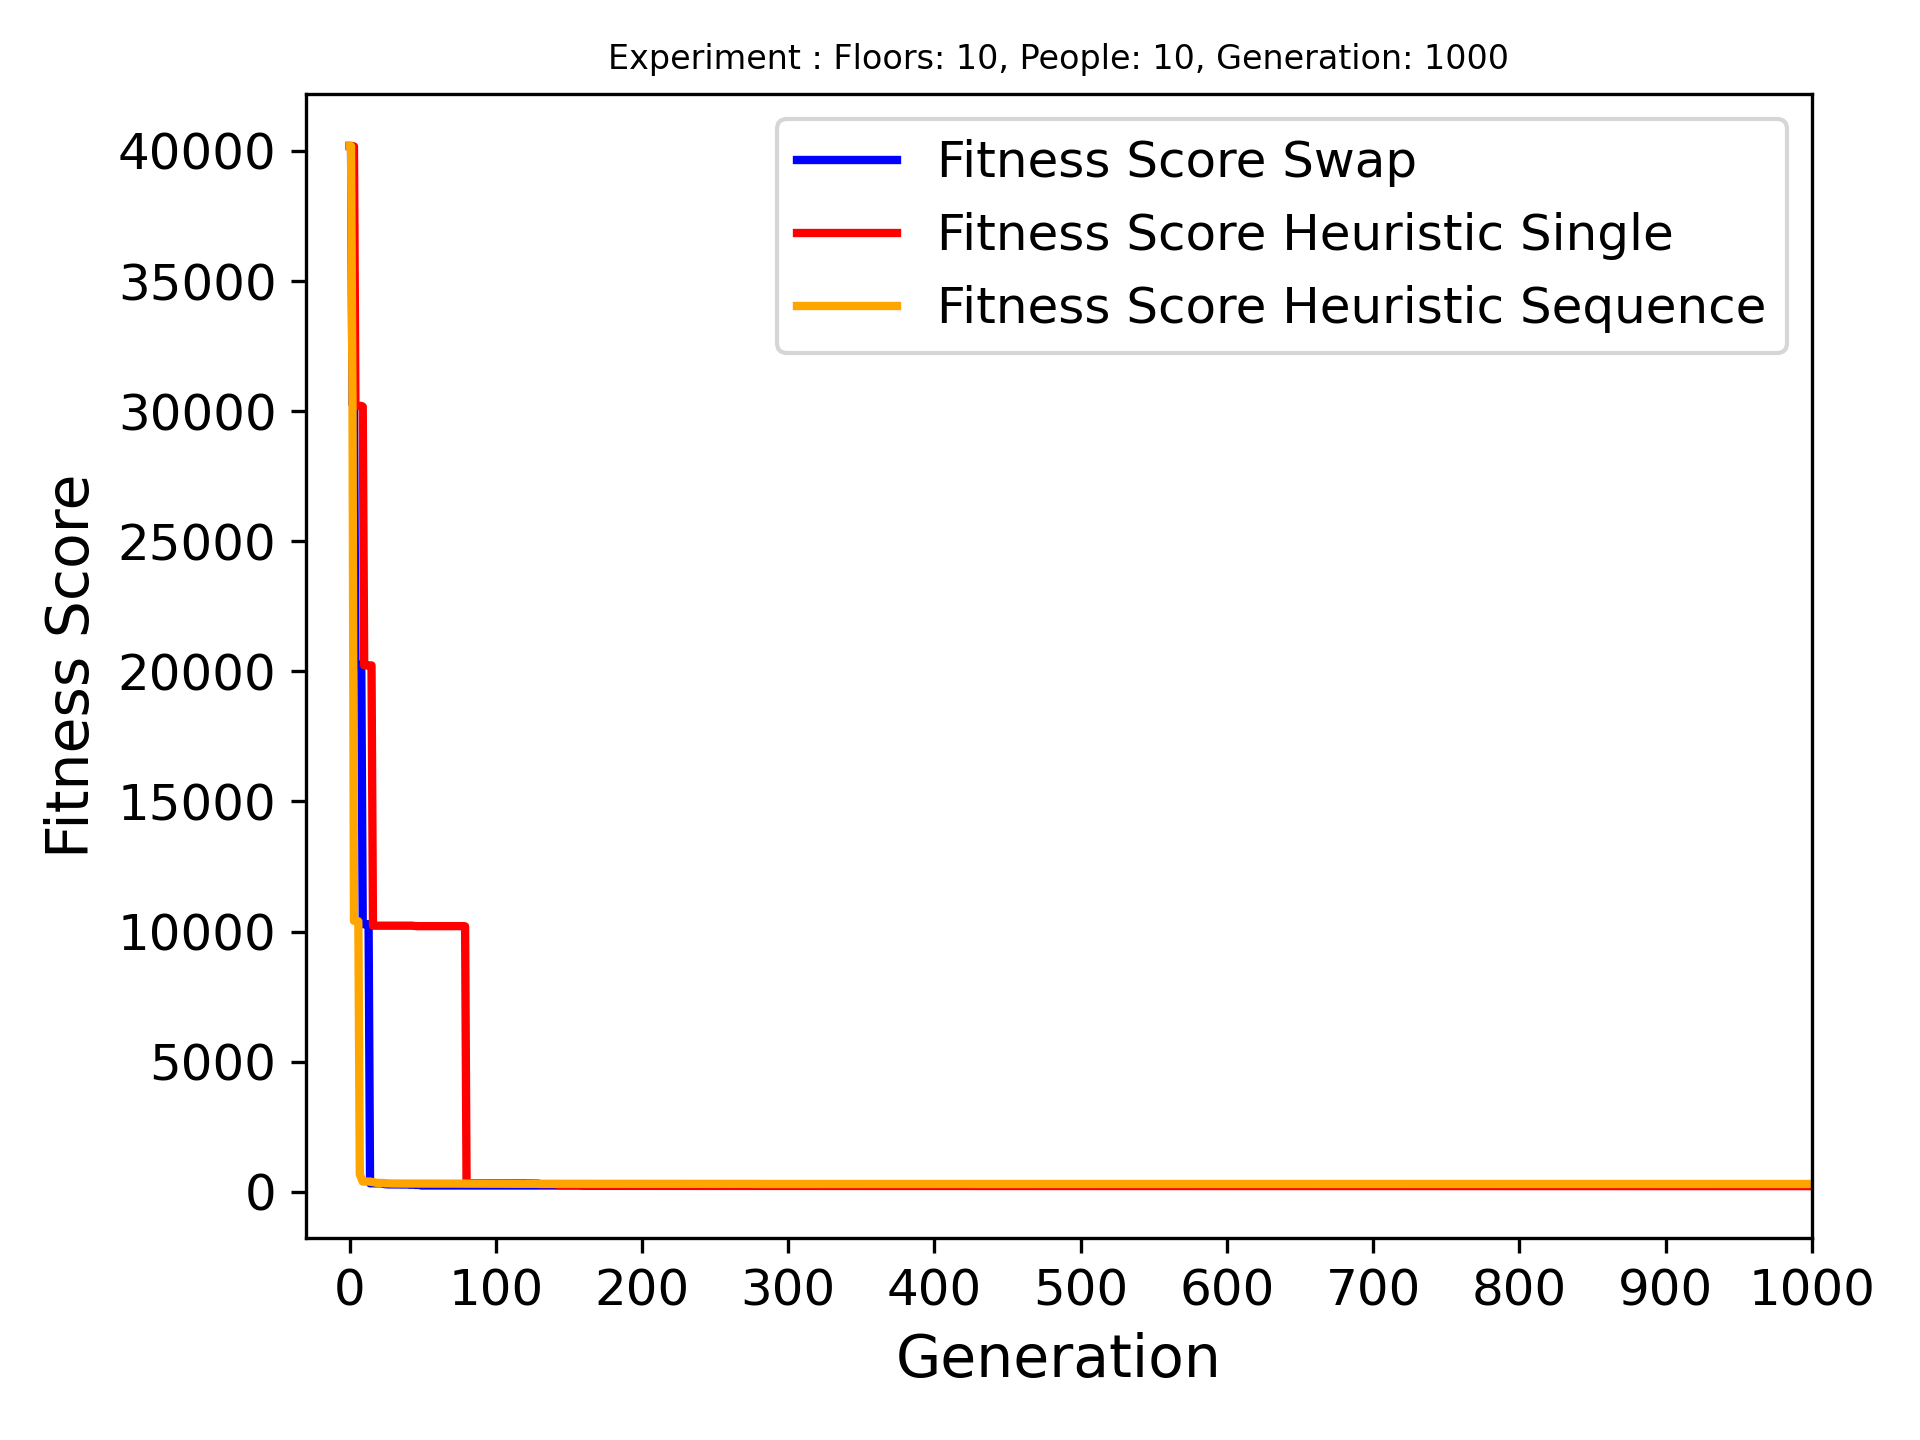 Experiment : Floors: 10, People: 10, Generation: 1000
Fitness Score Swap
Fitness Score Heuristic Single
Fitness Score Heuristic Sequence
Fitness Score
40000
35000
30000
25000
20000
15000
10000
5000
0
0 100 200 300 400 500 600 700 800 900 1000
Generation